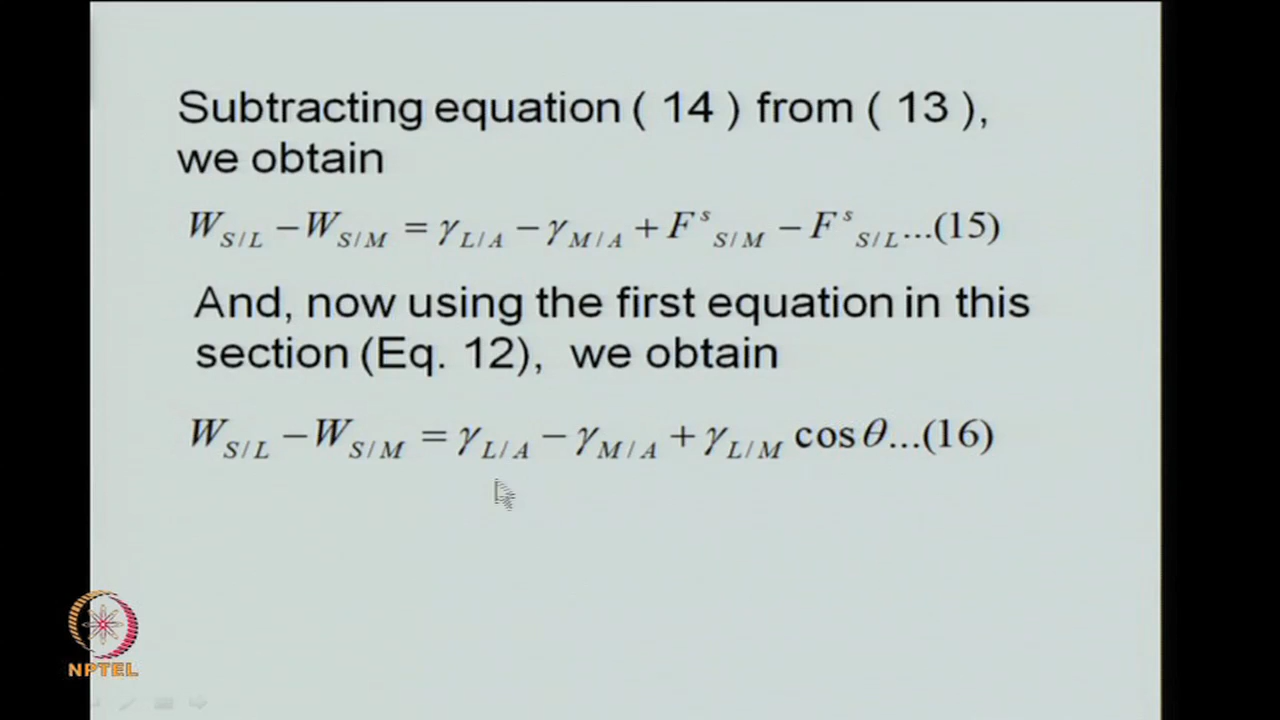 Subtracting equation ( 14 ) from ( 13 ),
we obtain
W_{S/L} − W_{S/M} = γ_{L/A} − γ_{M/A} + F^s_{S/M} − F^s_{S/L}...(15)
And, now using the first equation in this
section (Eq. 12), we obtain
W_{S/L} − W_{S/M} = γ_{L/A} − γ_{M/A} + γ_{L/M} cos θ...(16)
NPTEL